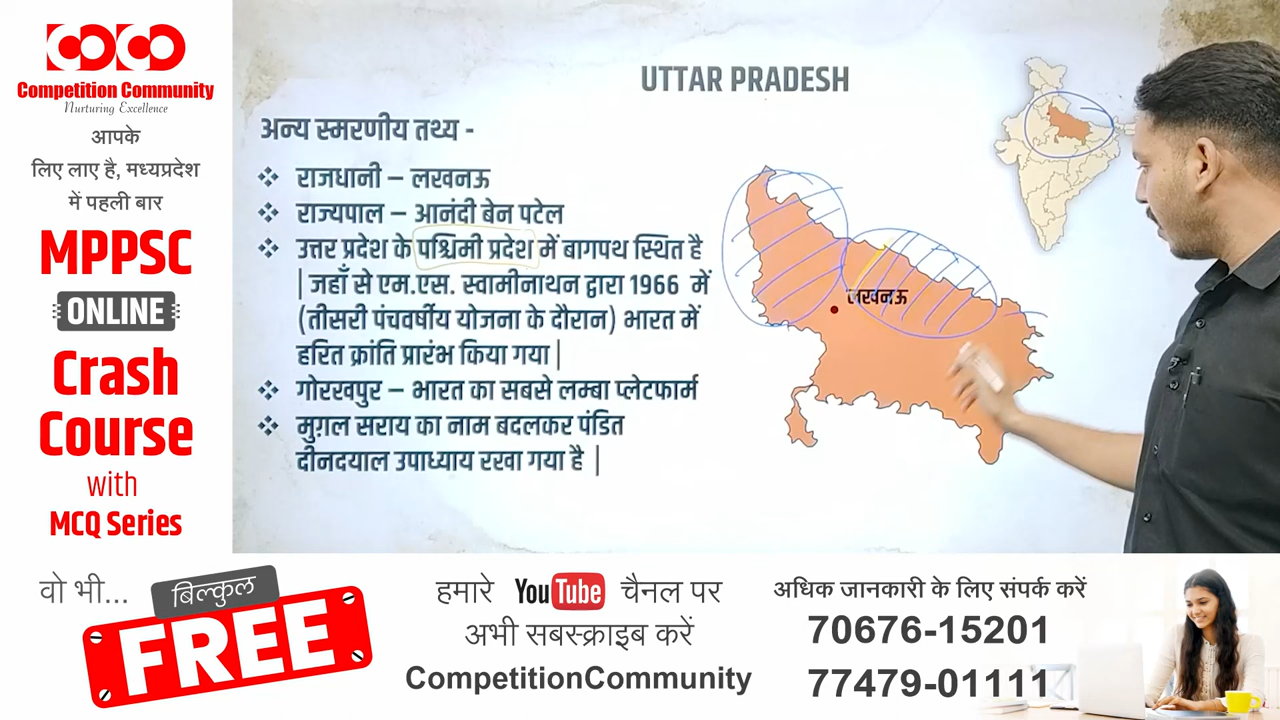 COCO
Competition Community
Nurturing Excellence
आपके
लिए लाए है, मध्यप्रदेश
में पहली बार
MPPSC
ONLINE
Crash
Course
with
MCQ Series
UTTAR PRADESH
अन्य स्मरणीय तथ्य -
❖ राजधानी – लखनऊ
❖ राज्यपाल – आनंदी बेन पटेल
❖ उत्तर प्रदेश के पश्चिमी प्रदेश में बागपथ स्थित है
| जहाँ से एम.एस. स्वामीनाथन द्वारा 1966 में
(तीसरी पंचवर्षीय योजना के दौरान) भारत में
हरित क्रांति प्रारंभ किया गया |
❖ गोरखपुर – भारत का सबसे लम्बा प्लेटफार्म
❖ मुग़ल सराय का नाम बदलकर पंडित
दीनदयाल उपाध्याय रखा गया है |
लखनऊ
वो भी...
बिल्कुल
FREE
हमारे YouTube चैनल पर
अभी सबस्क्राइब करें
CompetitionCommunity
अधिक जानकारी के लिए संपर्क करें
70676-15201
77479-01111